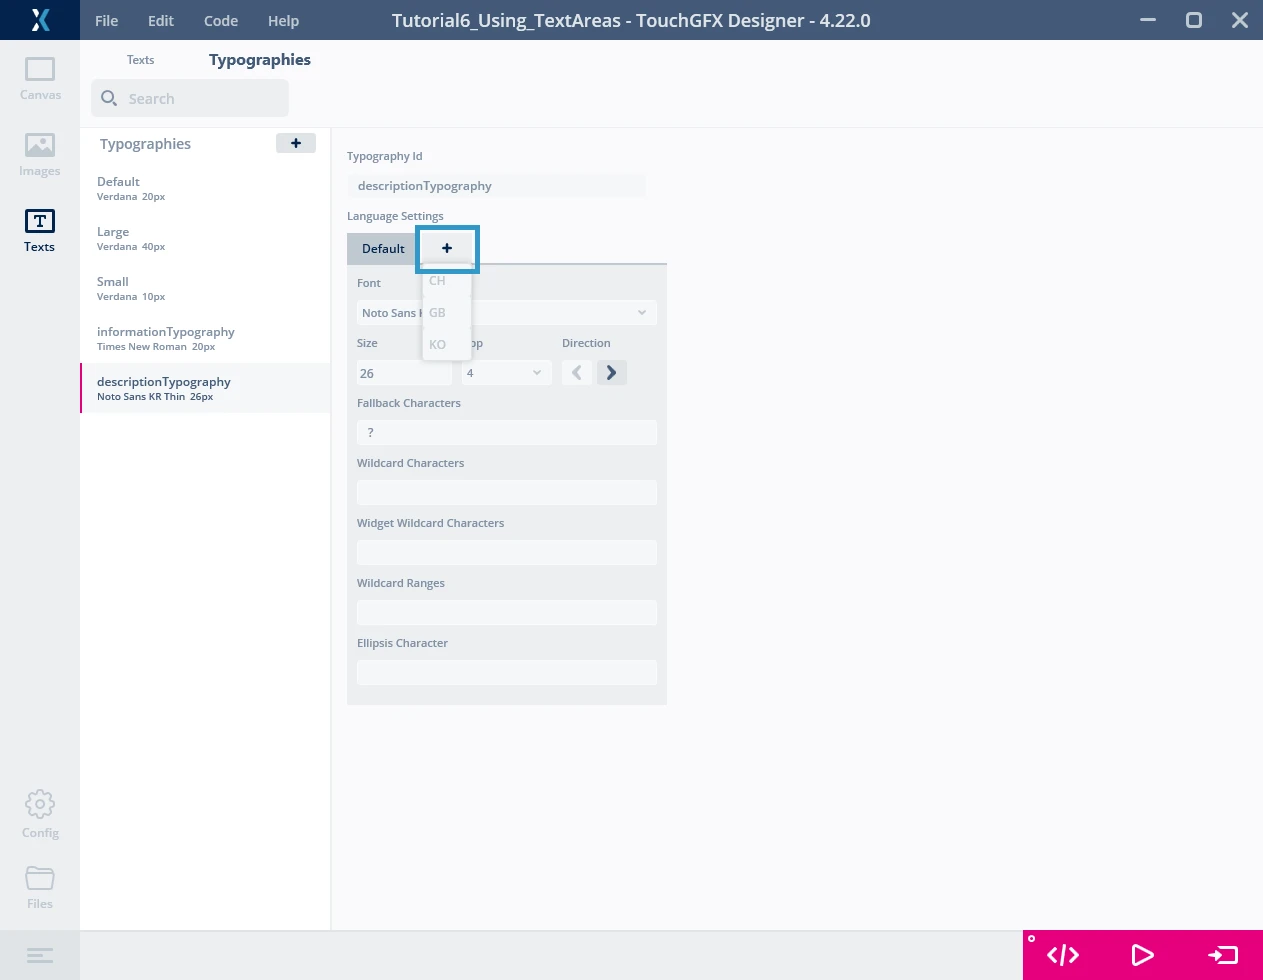 File Edit Code Help Tutorial6_Using_TextAreas - TouchGFX Designer - 4.22.0
Canvas
Images
Texts
Config
Files
Texts Typographies
Search
Typographies +
Default
Verdana 20px
Large
Verdana 40px
Small
Verdana 10px
informationTypography
Times New Roman 20px
descriptionTypography
Noto Sans KR Thin 26px
Typography Id
descriptionTypography
Language Settings
Default +
CH
GB
KO
Font
Noto Sans
Size Direction
26 4
Fallback Characters
?
Wildcard Characters
Widget Wildcard Characters
Wildcard Ranges
Ellipsis Character